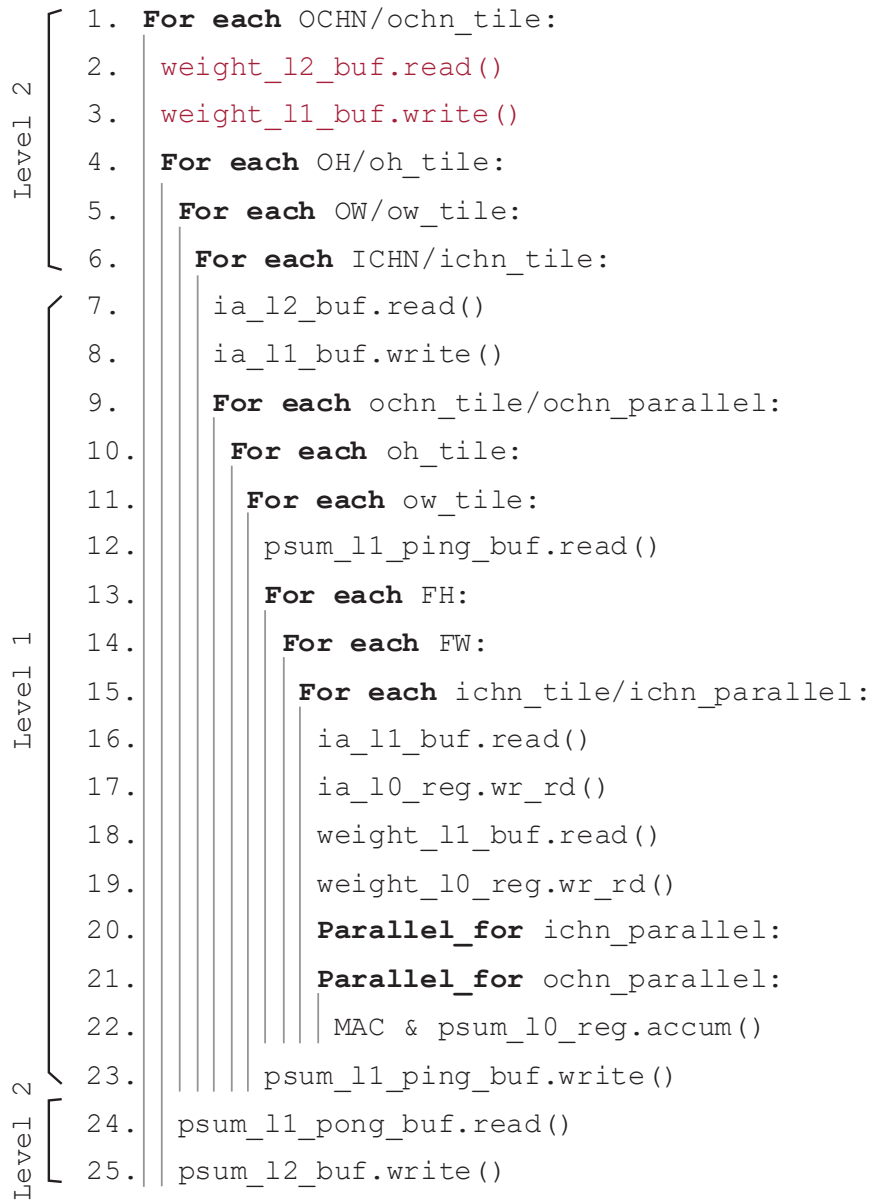 Level 2
1. For each OCHN/ochn_tile:
2. weight_l2_buf.read()
3. weight_l1_buf.write()
4. For each OH/oh_tile:
5. For each OW/ow_tile:
6. For each ICHN/ichn_tile:
Level 1
7. ia_l2_buf.read()
8. ia_l1_buf.write()
9. For each ochn_tile/ochn_parallel:
10. For each oh_tile:
11. For each ow_tile:
12. psum_l1_ping_buf.read()
13. For each FH:
14. For each FW:
15. For each ichn_tile/ichn_parallel:
16. ia_l1_buf.read()
17. ia_l0_reg.wr_rd()
18. weight_l1_buf.read()
19. weight_l0_reg.wr_rd()
20. Parallel_for ichn_parallel:
21. Parallel_for ochn_parallel:
22. MAC & psum_l0_reg.accum()
23. psum_l1_ping_buf.write()
Level 2
24. psum_l1_pong_buf.read()
25. psum_l2_buf.write()